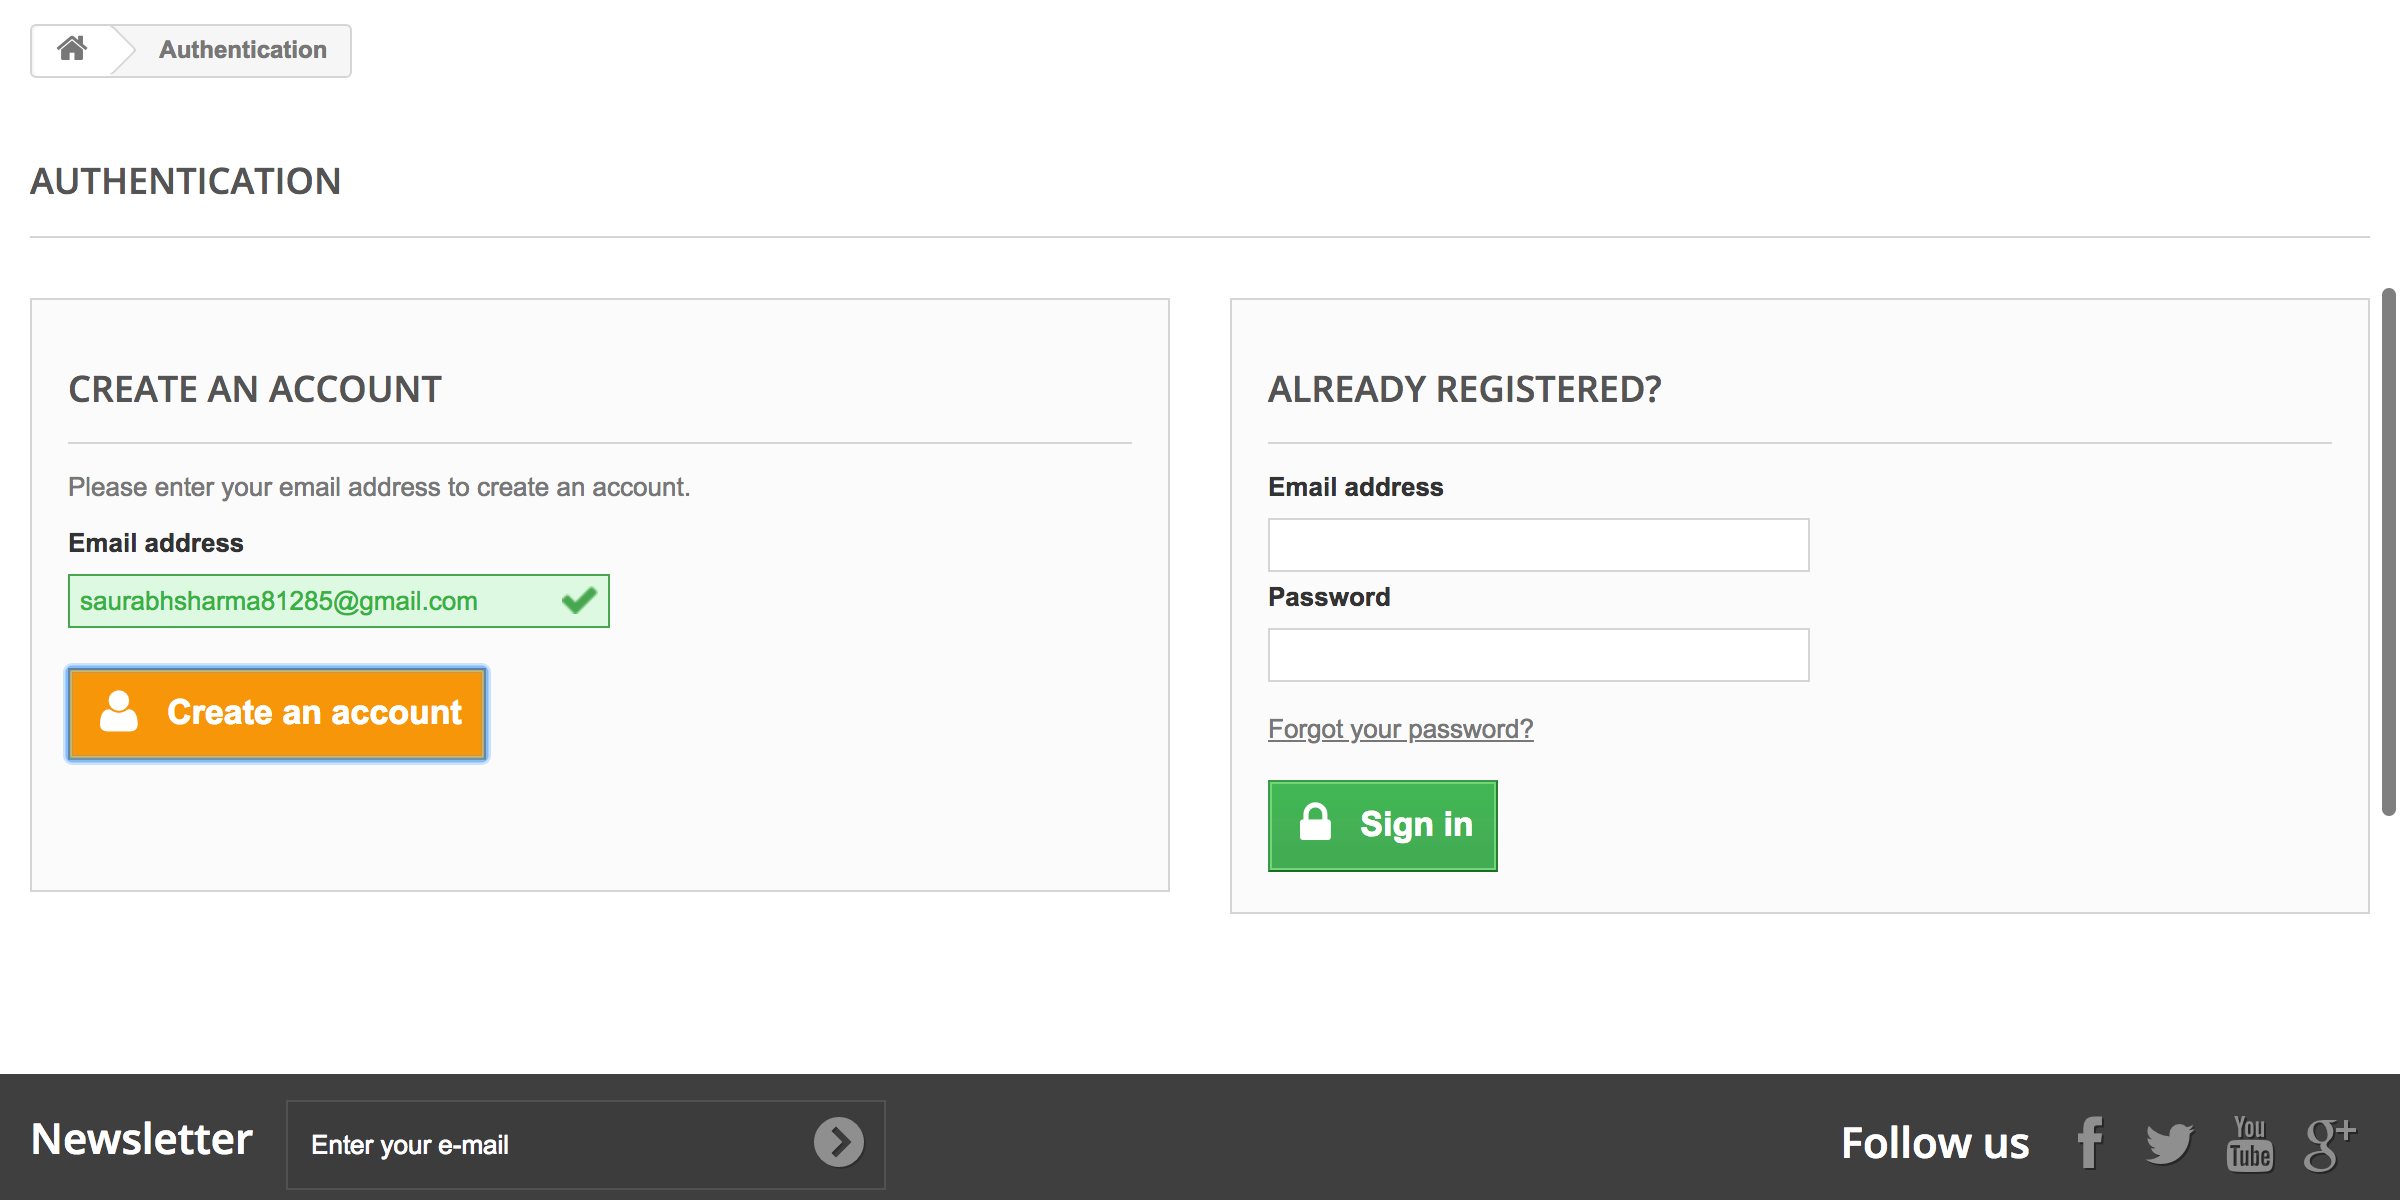 Authentication
AUTHENTICATION
CREATE AN ACCOUNT
Please enter your email address to create an account.
Email address
saurabhsharma81285@gmail.com
Create an account
ALREADY REGISTERED?
Email address
Password
Forgot your password?
Sign in
Newsletter
Enter your e-mail
Follow us
f
You
Tube
g+